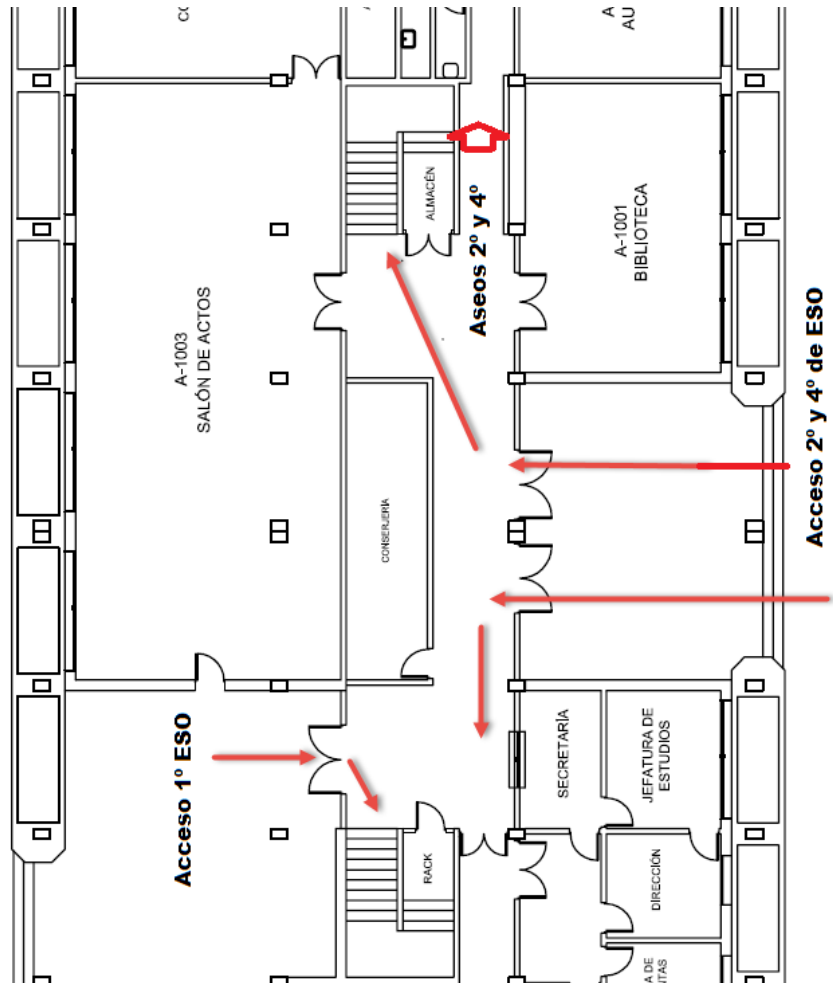 A-1003
SALÓN DE ACTOS
ALMACÉN
Aseos 2º y 4º
A-1001
BIBLIOTECA
Acceso 2º y 4º de ESO
CONSERJERÍA
Acceso 1º ESO
SECRETARÍA
JEFATURA DE
ESTUDIOS
RACK
DIRECCIÓN